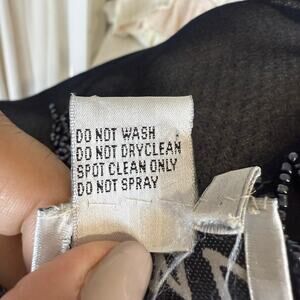 DO NOT WASH
DO NOT DRYCLEAN
SPOT CLEAN ONLY
DO NOT SPRAY